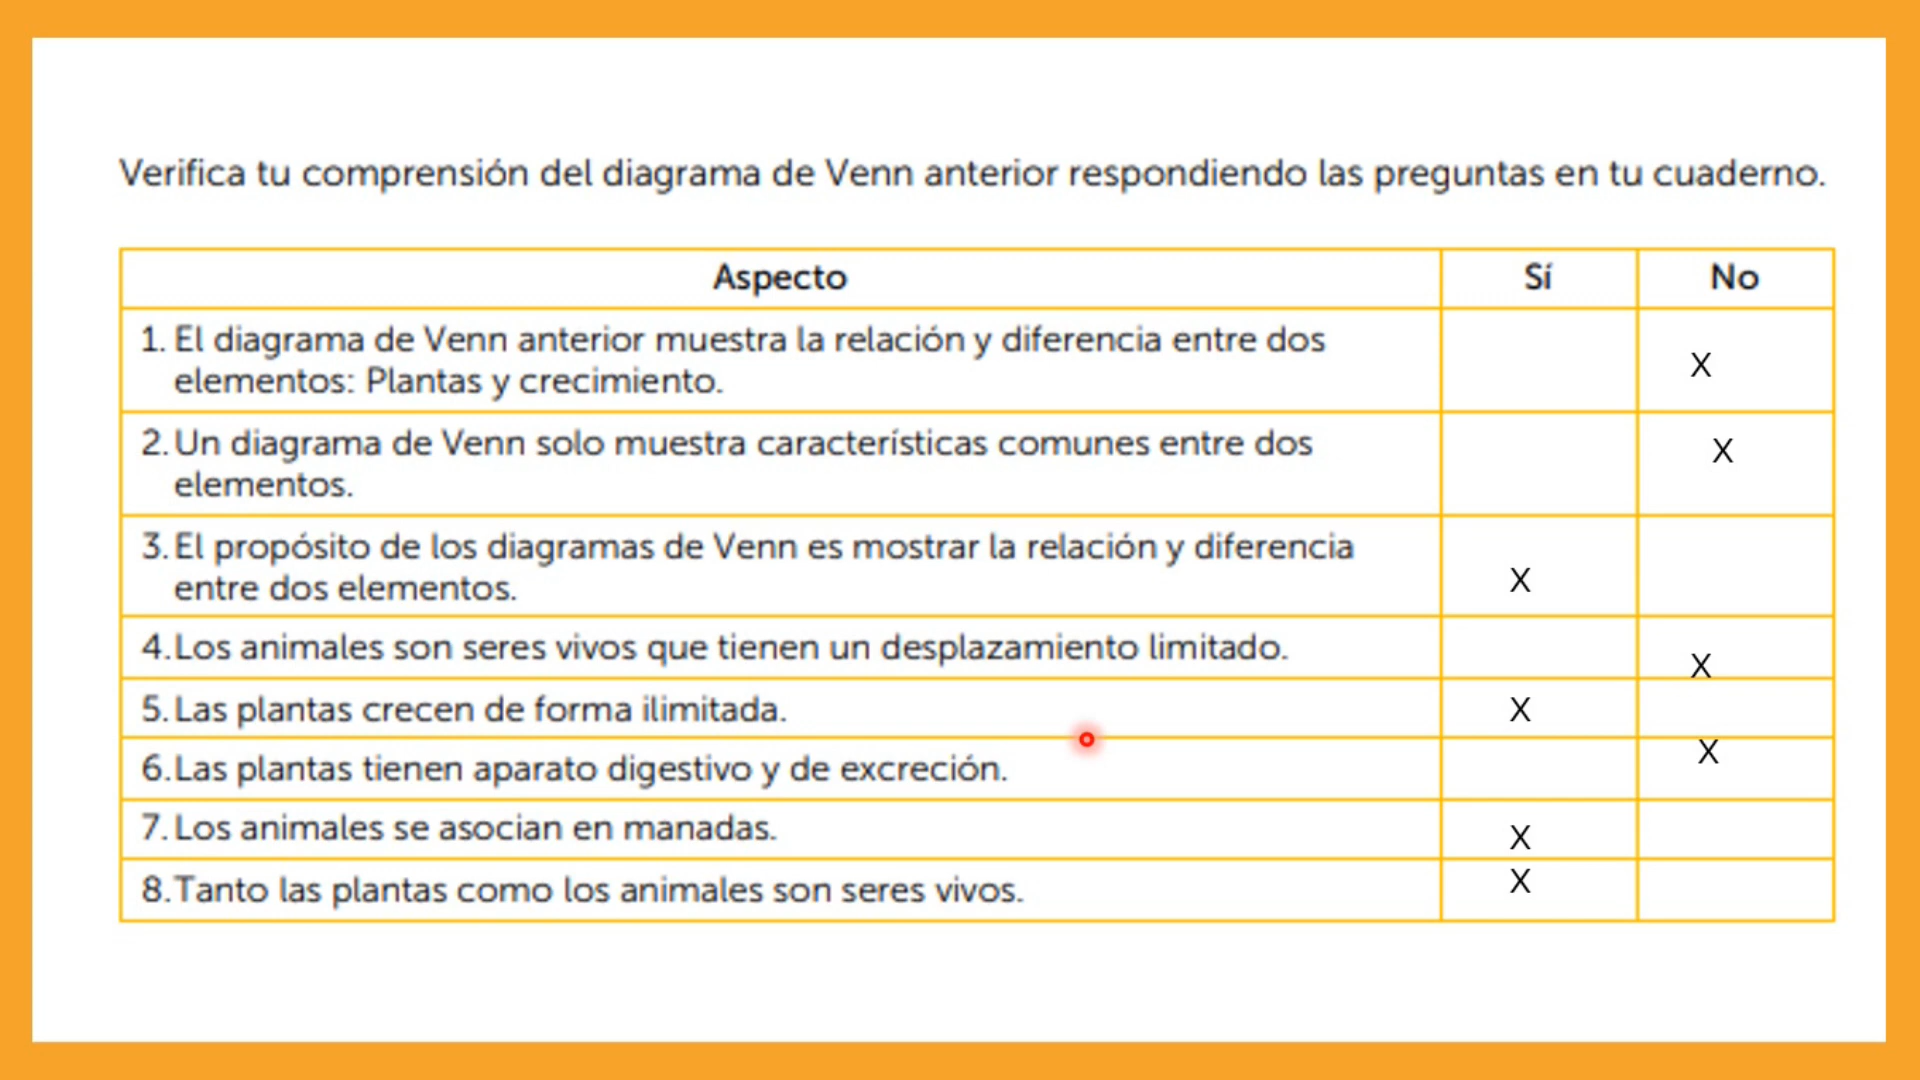 Verifica tu comprensión del diagrama de Venn anterior respondiendo las preguntas en tu cuaderno.
Aspecto Sí No
1. El diagrama de Venn anterior muestra la relación y diferencia entre dos
elementos: Plantas y crecimiento. X
2. Un diagrama de Venn solo muestra características comunes entre dos X
elementos.
3. El propósito de los diagramas de Venn es mostrar la relación y diferencia
entre dos elementos. X
4. Los animales son seres vivos que tienen un desplazamiento limitado. X
5. Las plantas crecen de forma ilimitada. X
6. Las plantas tienen aparato digestivo y de excreción. X
7. Los animales se asocian en manadas. X
8. Tanto las plantas como los animales son seres vivos. X